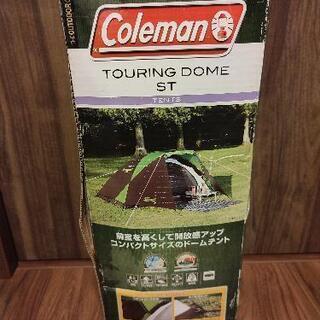 Coleman
TOURING DOME
ST
TENTS
前室を高くして開放感アップ
コンパクトサイズのドームテント